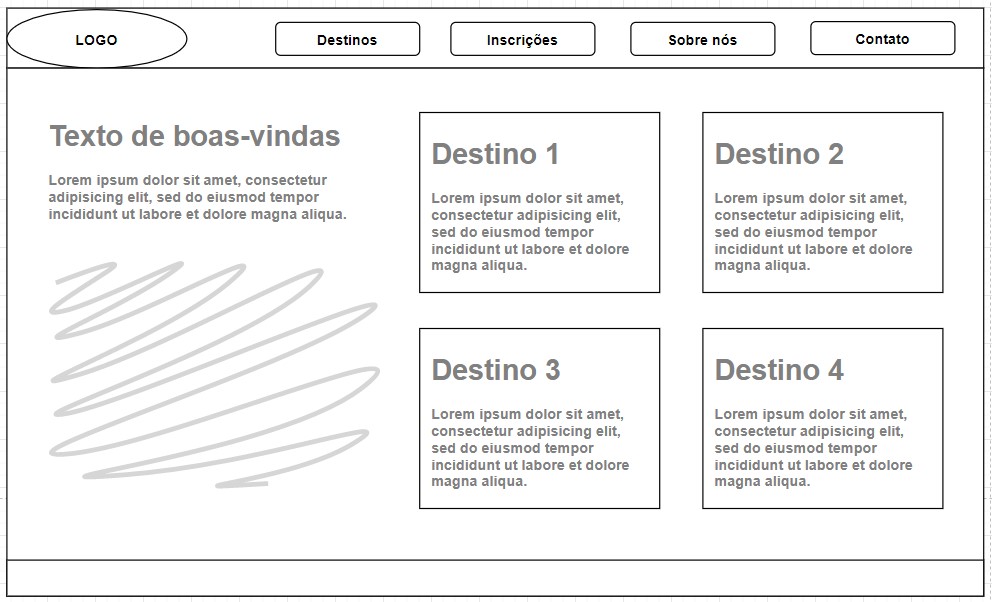 LOGO
Destinos
Inscrições
Sobre nós
Contato
Texto de boas-vindas
Lorem ipsum dolor sit amet, consectetur
adipisicing elit, sed do eiusmod tempor
incididunt ut labore et dolore magna aliqua.
Destino 1
Lorem ipsum dolor sit amet,
consectetur adipisicing elit,
sed do eiusmod tempor
incididunt ut labore et dolore
magna aliqua.
Destino 2
Lorem ipsum dolor sit amet,
consectetur adipisicing elit,
sed do eiusmod tempor
incididunt ut labore et dolore
magna aliqua.
Destino 3
Lorem ipsum dolor sit amet,
consectetur adipisicing elit,
sed do eiusmod tempor
incididunt ut labore et dolore
magna aliqua.
Destino 4
Lorem ipsum dolor sit amet,
consectetur adipisicing elit,
sed do eiusmod tempor
incididunt ut labore et dolore
magna aliqua.